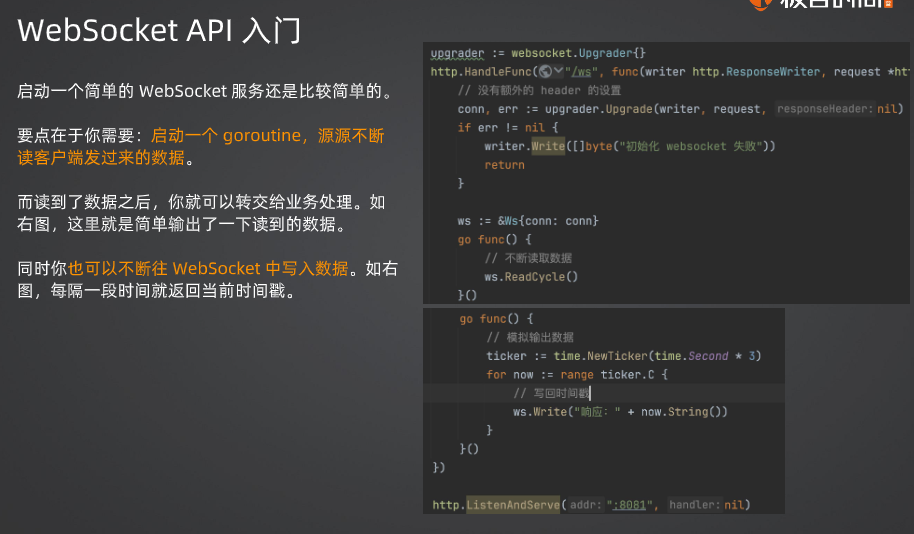 WebSocket API 入门
启动一个简单的 WebSocket 服务还是比较简单的。
要点在于你需要：启动一个 goroutine，源源不断
读客户端发过来的数据。
而读到了数据之后，你就可以转交给业务处理。如
右图，这里就是简单输出了一下读到的数据。
同时你也可以不断往 WebSocket 中写入数据。如右
图，每隔一段时间就返回当前时间戳。
upgrader := websocket.Upgrader{}
http.HandleFunc("/ws", func(writer http.ResponseWriter, request *htt
// 没有额外的 header 的设置
conn, err := upgrader.Upgrade(writer, request, responseHeader: nil)
if err != nil {
writer.Write([]byte("初始化 websocket 失败"))
return
}
ws := &Ws{conn: conn}
go func() {
// 不断读取数据
ws.ReadCycle()
}()
go func() {
// 模拟输出数据
ticker := time.NewTicker(time.Second * 3)
for now := range ticker.C {
// 写回时间戳
ws.Write("响应：" + now.String())
}
}()
})
http.ListenAndServe( addr: ":8081", handler: nil)